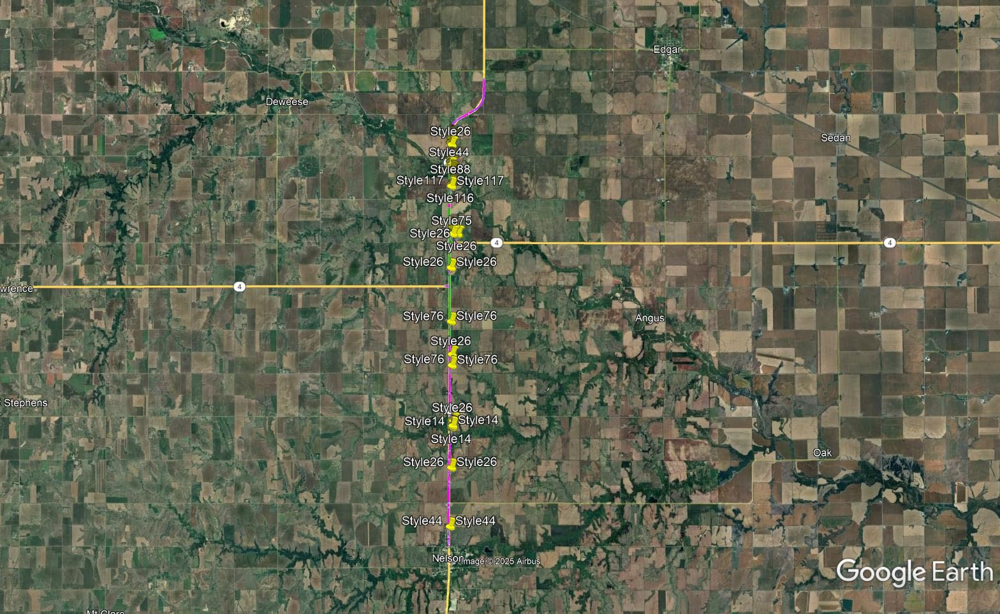 Edgar
Deweese
Style26
Sedan
Style44
Style88
Style117
Style117
Style116
Style75
Style26
Style26
4
4
Style26
Style26
4
wrence
Style76
Style76
Angus
Style26
Style76
Style76
t Stephens
Style26
Style14
Style14
Style14
Oak
Style26
Style26
Style44
Style44
Nelson
Image © 2025 Airbus
Google Earth
Mt Clare